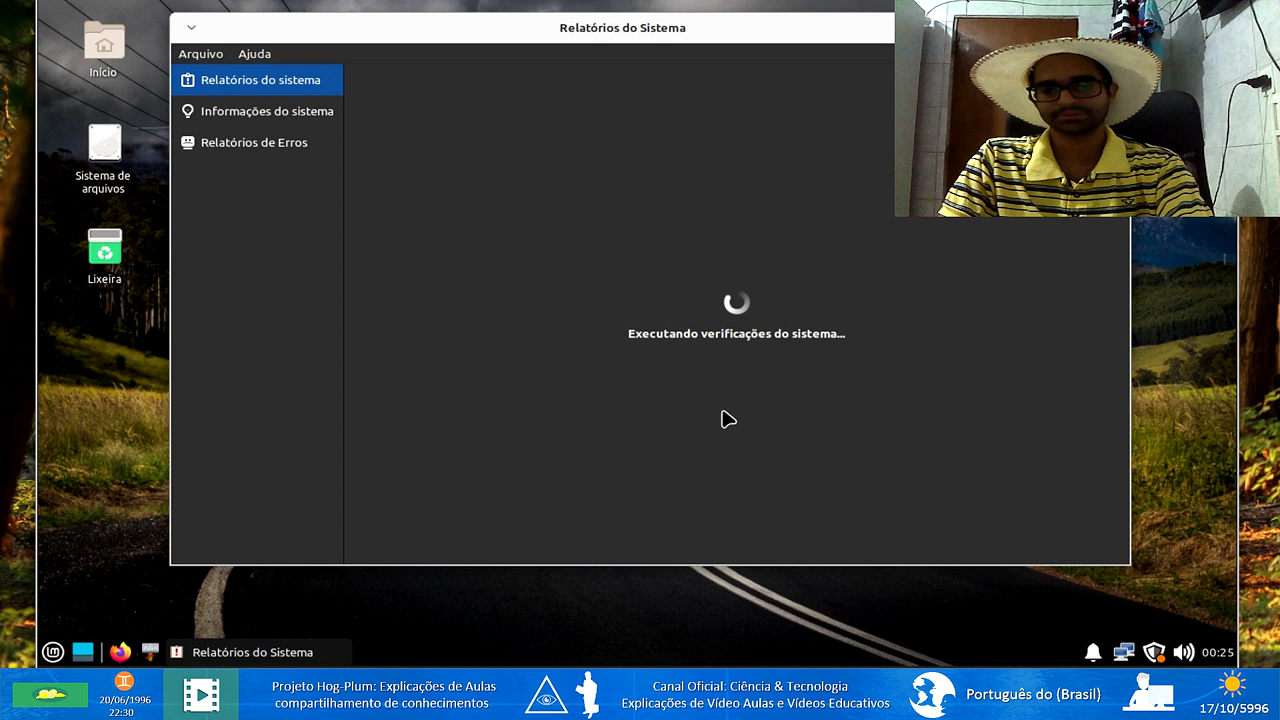 Relatórios do Sistema
Arquivo Ajuda
Relatórios do sistema
Informações do sistema
Relatórios de Erros
Início
Sistema de
arquivos
Lixeira
Executando verificações do sistema...
Relatórios do Sistema
00:25
20/06/1996
22:30
Projeto Hog-Plum: Explicações de Aulas
compartilhamento de conhecimentos
Canal Oficial: Ciência & Tecnologia
Explicações de Vídeo Aulas e Vídeos Educativos
Português do (Brasil)
17/10/5996